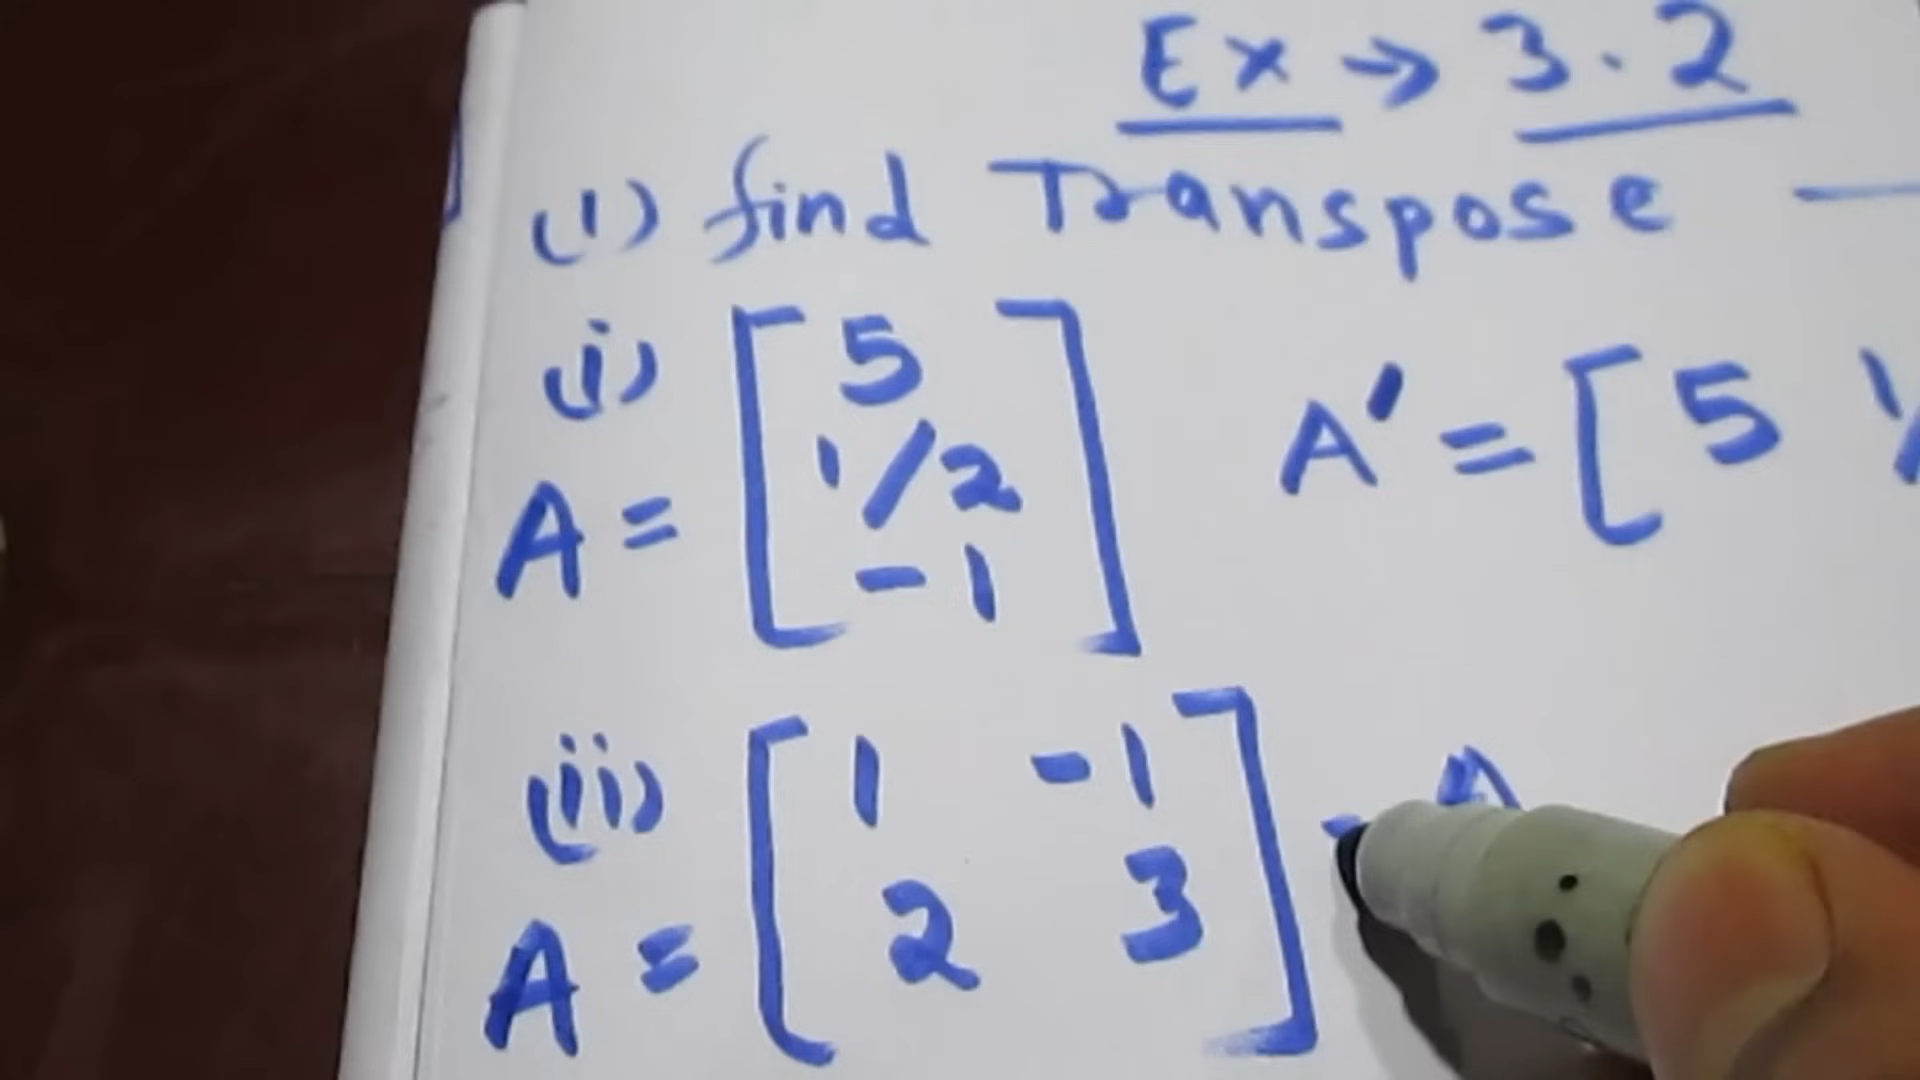 Ex → 3.2
(1) find Transpose —
(i)
A = [5
1/2
-1]
A' = [5
(ii)
A = [1 -1
2 3]
A